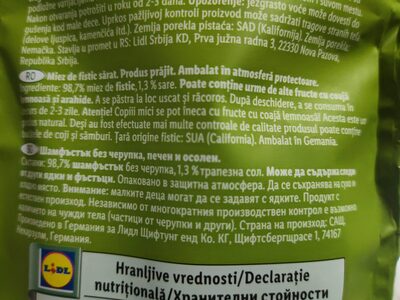 Nakon otvaranja potrošiti u roku od 2-3 dana. Upozorenje: jezgrasto voće može dovesti do
gušenja kod male dece. Uprkos pažljivoj kontroli proizvod može sadržati tragove stranih tela
(delove ljuspica, kamenčića itd.). Zemlja porekla pistaća: SAD (Kalifornija). Zemlja porekla:
Nemačka. Stavlja u promet u RS: Lidl Srbija KD, Prva južna radna 3, 22330 Nova Pazova,
Republika Srbija.
RO Miez de fistic sărat. Produs prăjit. Ambalat în atmosferă protectoare.
Ingrediente: 98,7% miez de fistic, 1,3 % sare. Poate conține urme de alte fructe cu coajă
lemnoasă și arahide. A se păstra la loc uscat și răcoros. După deschidere, a se consuma în
curs de 2-3 zile. Atenție! Copiii mici se pot îneca cu fructe cu coajă lemnoasă! Acesta este un
produs natural. Deși au fost efectuate mai multe controale de calitate produsul poate conține
bucăți de coji și sâmburi. Țară origine fistic: SUA (California). Ambalat în Germania.
Шамфъстък без черупка, печен и осолен.
Състави: 98,7% шамфъстък без черупка, 1,3 % трапезна сол. Може да съдържа следи
от други ядки и фъстъци. Опаковано в защитна атмосфера. Да се съхранява на сухо и
хладно място. Внимание: малките деца могат да се задавят с ядките. Продукт с
естествен произход. Независимо от многократния производствен контрол е възможно
наличието на чужди тела (частици от черупки и други). Страна на произход: САЩ.
Произведено в Германия за Лидл Щифтунг енд Ко. КГ, Щифтсбергщрасе 1, 74167
Некарзулм, Германия.
LIDL
Hranljive vrednosti/Declarație
nutrițională/Хранителни стойности